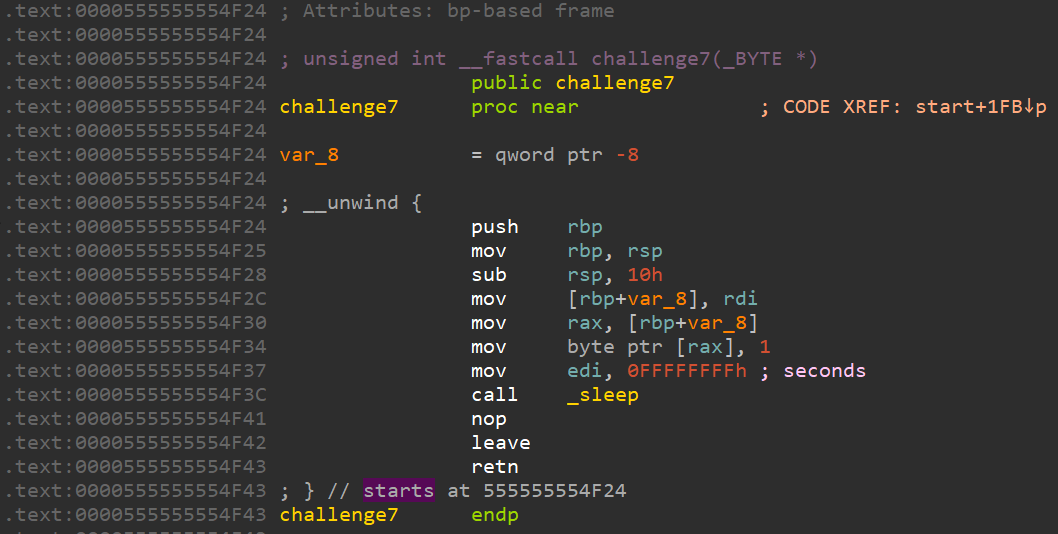 .text:0000555555554F24 ; Attributes: bp-based frame
.text:0000555555554F24
.text:0000555555554F24 ; unsigned int __fastcall challenge7(_BYTE *)
.text:0000555555554F24                 public challenge7
.text:0000555555554F24 challenge7      proc near               ; CODE XREF: start+1FB↓p
.text:0000555555554F24
.text:0000555555554F24 var_8           = qword ptr -8
.text:0000555555554F24
.text:0000555555554F24 ; __unwind {
.text:0000555555554F24                 push    rbp
.text:0000555555554F25                 mov     rbp, rsp
.text:0000555555554F28                 sub     rsp, 10h
.text:0000555555554F2C                 mov     [rbp+var_8], rdi
.text:0000555555554F30                 mov     rax, [rbp+var_8]
.text:0000555555554F34                 mov     byte ptr [rax], 1
.text:0000555555554F37                 mov     edi, 0FFFFFFFFh ; seconds
.text:0000555555554F3C                 call    _sleep
.text:0000555555554F41                 nop
.text:0000555555554F42                 leave
.text:0000555555554F43                 retn
.text:0000555555554F43 ; } // starts at 555555554F24
.text:0000555555554F43 challenge7      endp